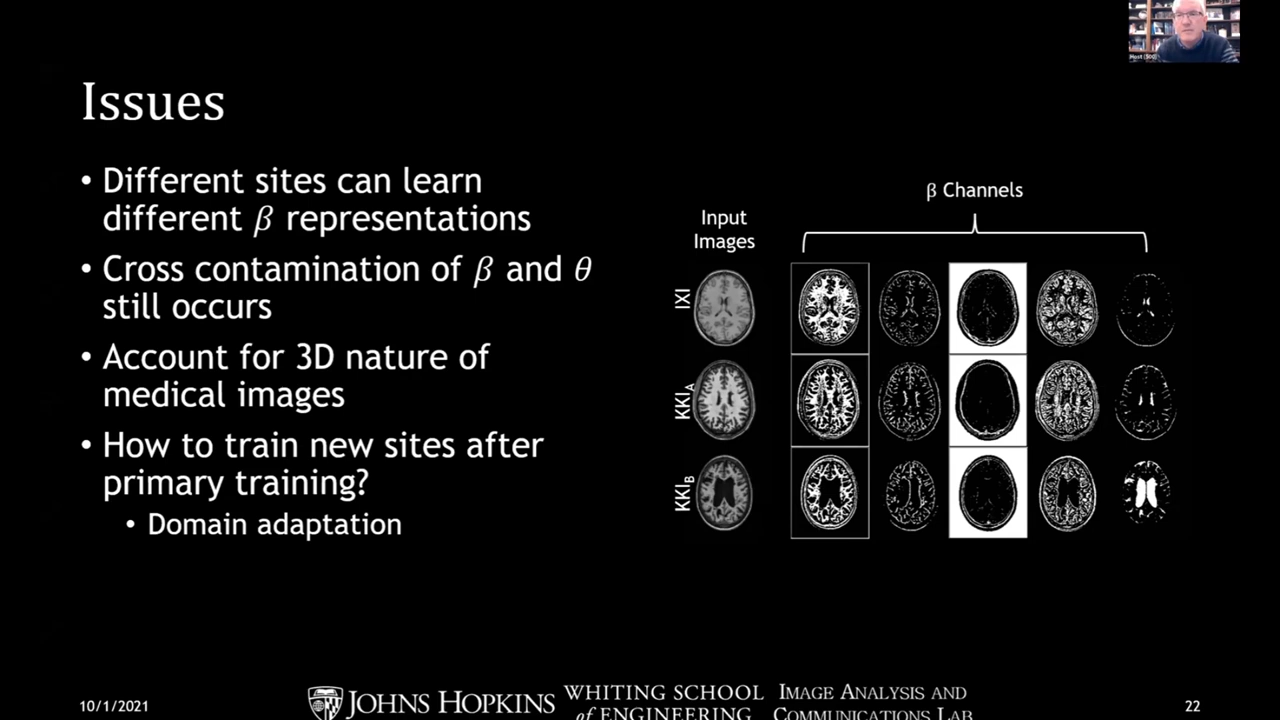 Issues
• Different sites can learn
different β representations
• Cross contamination of β and θ
still occurs
• Account for 3D nature of
medical images
• How to train new sites after
primary training?
• Domain adaptation
β Channels
Input
Images
IXI
KKI_A
KKI_B
10/1/2021
JOHNS HOPKINS
WHITING SCHOOL
of ENGINEERING
IMAGE ANALYSIS AND
COMMUNICATIONS LAB
22